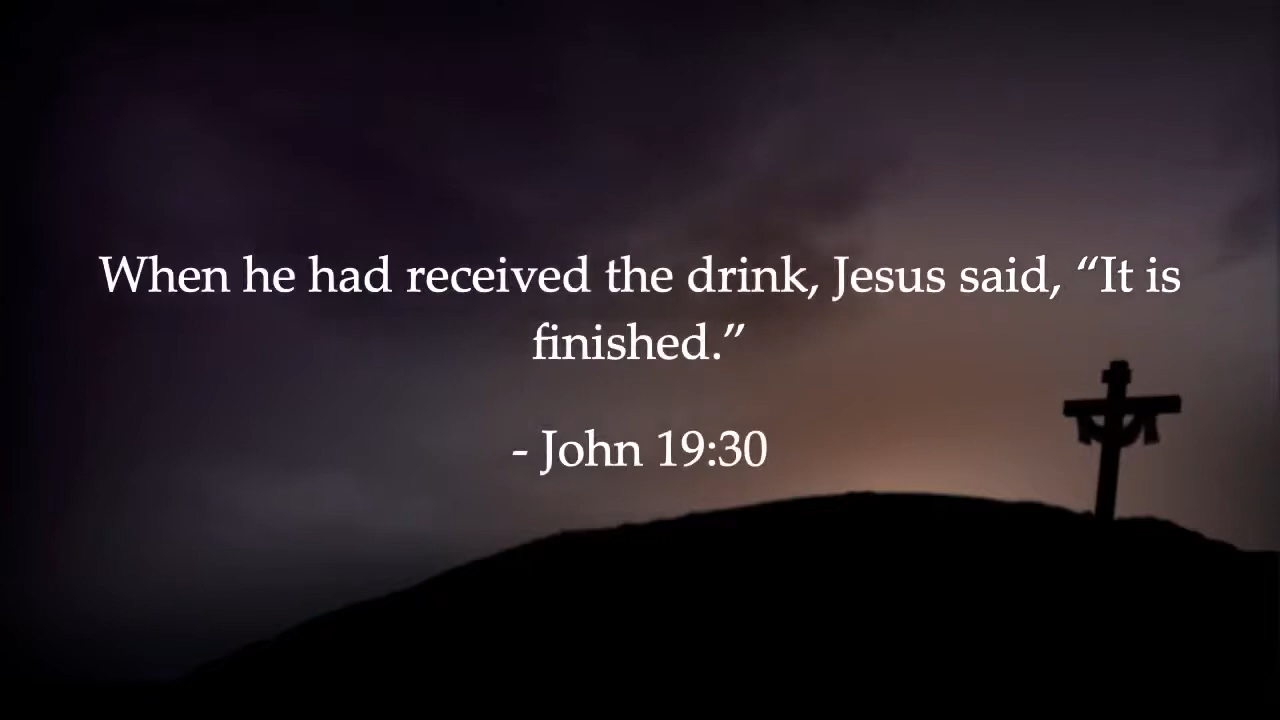 When he had received the drink, Jesus said, “It is
finished.”
- John 19:30